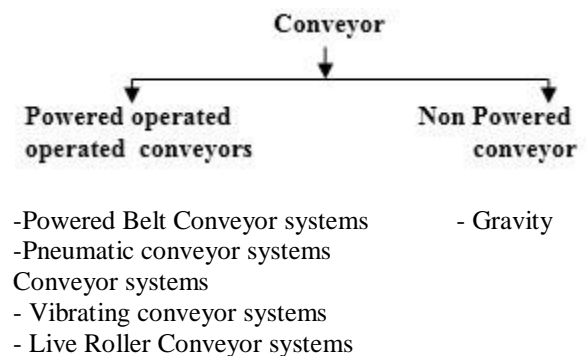 Conveyor
Powered operated
operated conveyors
Non Powered
conveyor
-Powered Belt Conveyor systems - Gravity
-Pneumatic conveyor systems
Conveyor systems
- Vibrating conveyor systems
- Live Roller Conveyor systems